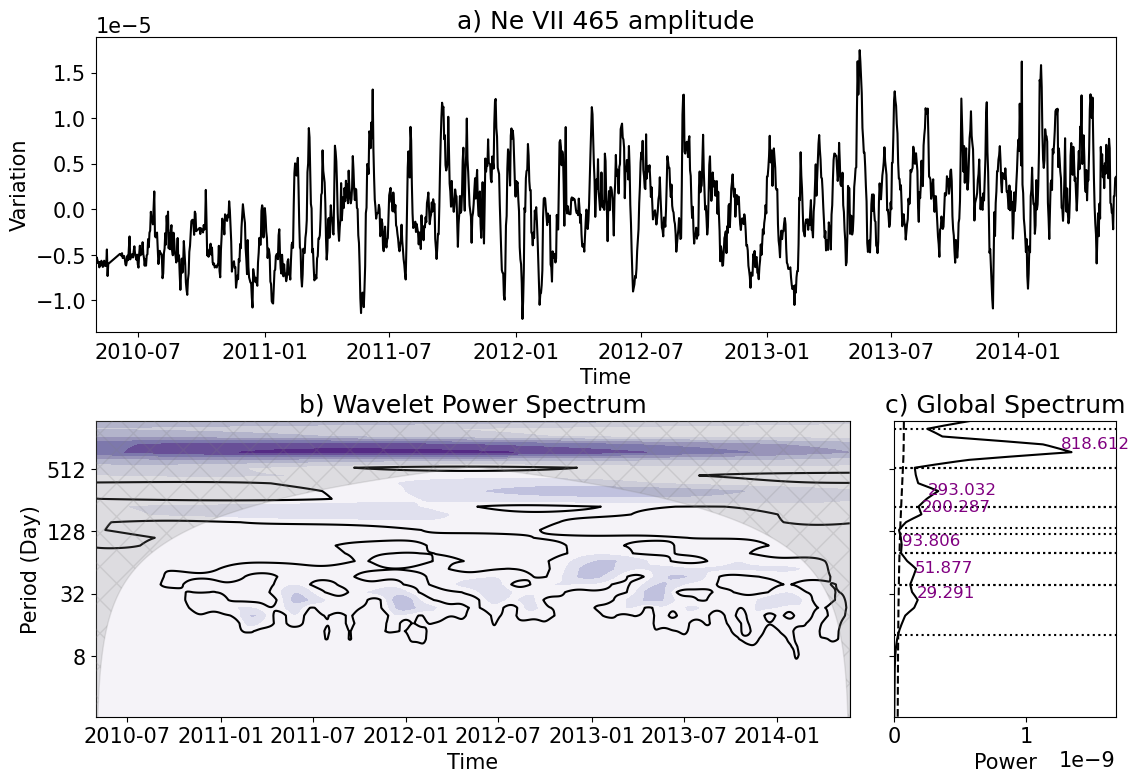 a) Ne VII 465 amplitude
1e−5
Variation
1.5
1.0
0.5
0.0
−0.5
−1.0
2010-07 2011-01 2011-07 2012-01 2012-07 2013-01 2013-07 2014-01
Time
b) Wavelet Power Spectrum
Period (Day)
512
128
32
8
2010-07 2011-01 2011-07 2012-01 2012-07 2013-01 2013-07 2014-01
Time
c) Global Spectrum
818.612
293.032
200.287
93.806
51.877
29.291
0 1
Power 1e−9